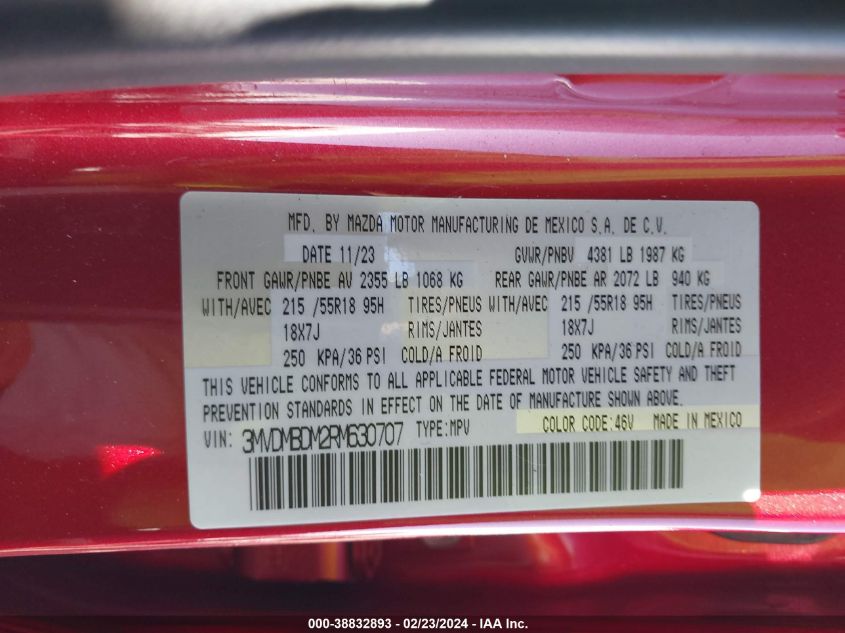 MFD. BY MAZDA MOTOR MANUFACTURING DE MEXICO S.A. DE C.V.
DATE 11/23 GVWR/PNBV 4381 LB 1987 KG
FRONT GAWR/PNBE AV 2355 LB 1068 KG REAR GAWR/PNBE AR 2072 LB 940 KG
WITH/AVEC 215 /55R18 95H TIRES/PNEUS WITH/AVEC 215 /55R18 95H TIRES/PNEUS
18X7J RIMS/JANTES 18X7J RIMS/JANTES
250 KPA/36 PSI COLD/A FROID 250 KPA/36 PSI COLD/A FROID
THIS VEHICLE CONFORMS TO ALL APPLICABLE FEDERAL MOTOR VEHICLE SAFETY AND THEFT
PREVENTION STANDARDS IN EFFECT ON THE DATE OF MANUFACTURE SHOWN ABOVE.
COLOR CODE:46V MADE IN MEXICO
VIN: 3MVDMBDM2RM630707 TYPE:MPV
000-38832893 - 02/23/2024 - IAA Inc.